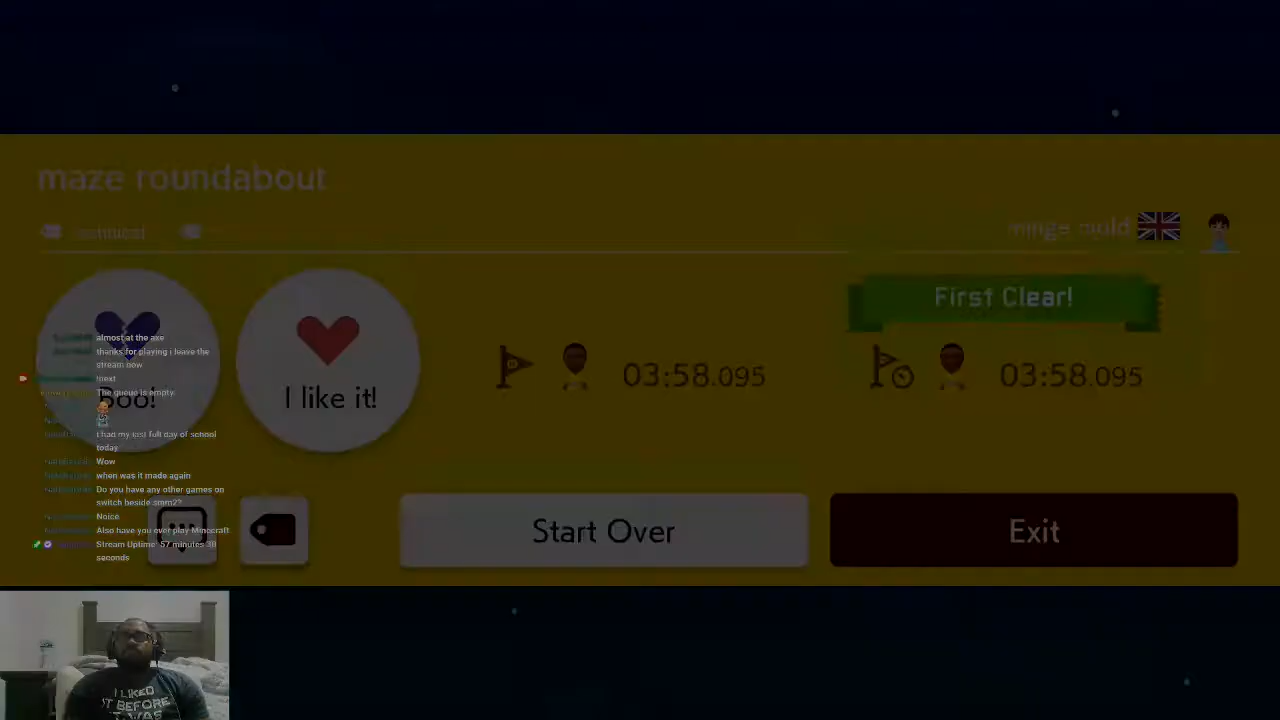 maze roundabout
First Clear!
Boo!
I like it!
03:58.095
03:58.095
almost at the axe
thanks for playing i leave the
stream now
!next
The queue is empty.
I had my last full day of school
today
Wow
when was it made again
Do you have any other games on
switch beside smm2?
Noice
Also have you ever play Minecraft
Stream Uptime: 57 minutes
seconds
Start Over
Exit
I LIKED
IT BEFORE
IT WAS